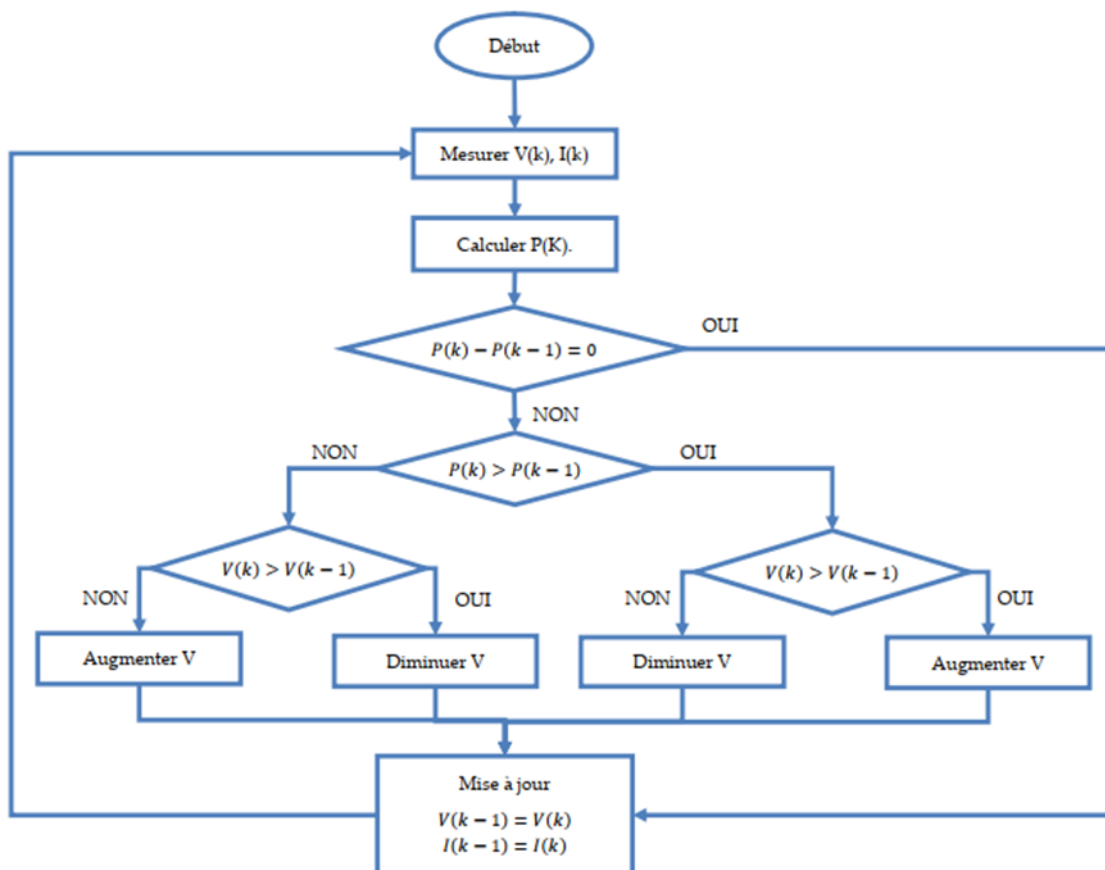 Début
Mesurer V(k), I(k)
Calculer P(K).
P(k) − P(k − 1) = 0
OUI
NON
P(k) > P(k − 1)
NON
OUI
V(k) > V(k − 1)
NON
OUI
V(k) > V(k − 1)
NON
OUI
Augmenter V
Diminuer V
Diminuer V
Augmenter V
Mise à jour
V(k − 1) = V(k)
I(k − 1) = I(k)